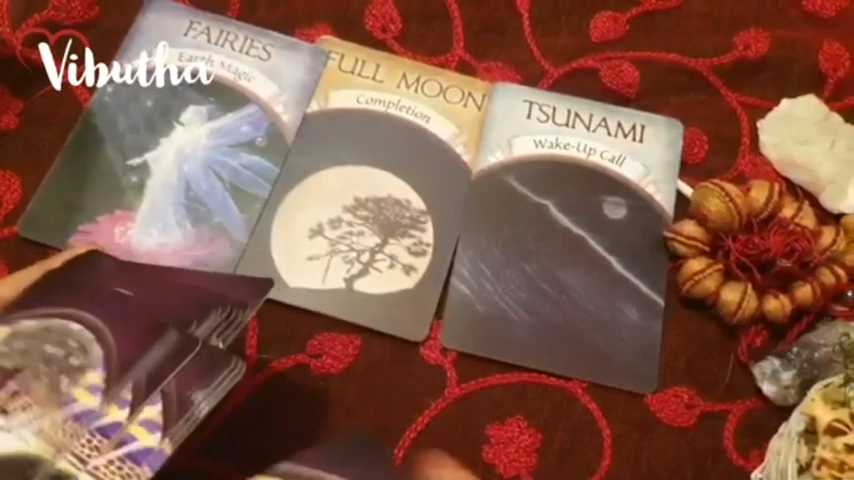 Vibutha
FAIRIES
Earth Magic
FULL MOON
Completion
TSUNAMI
Wake-Up Call